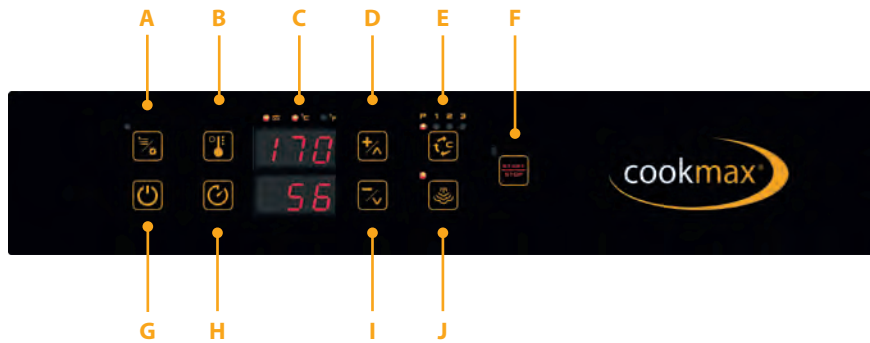 A B C D E F
°C °F
P 1 2 3
170
START
STOP
cookmax®
56
G H I J